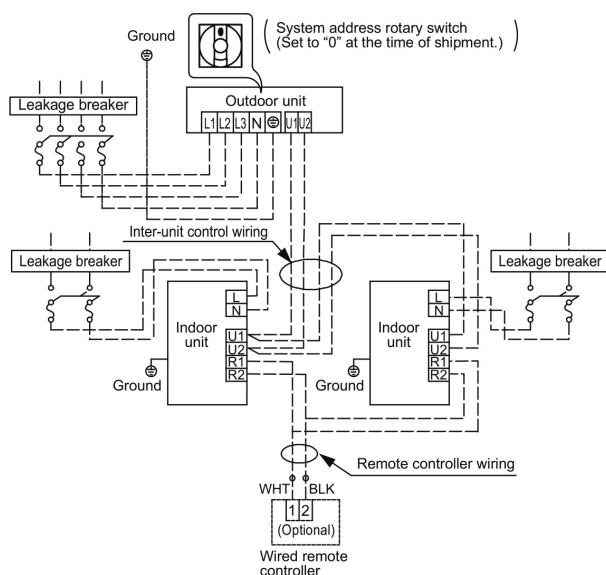 System address rotary switch
(Set to “0” at the time of shipment.)
Ground
Leakage breaker
Outdoor unit
L1 L2 L3 N U1 U2
Inter-unit control wiring
Leakage breaker
Leakage breaker
Indoor
unit
L
N
U1
U2
R1
R2
Ground
Indoor
unit
L
N
U1
U2
R1
R2
Ground
Remote controller wiring
WHT BLK
1 2
(Optional)
Wired remote
controller